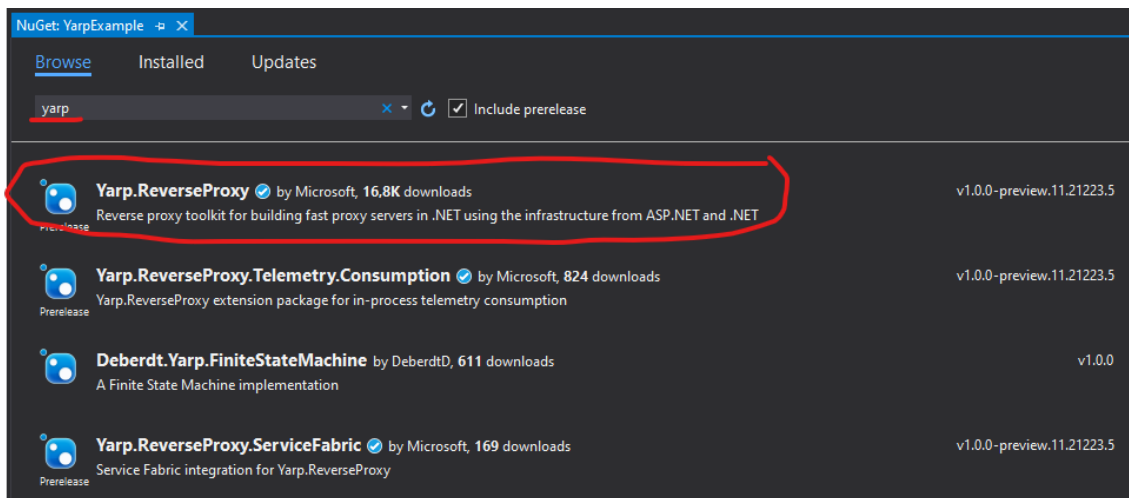 NuGet: YarpExample
Browse Installed Updates
yarp Include prerelease
Yarp.ReverseProxy by Microsoft, 16,8K downloads v1.0.0-preview.11.21223.5
Reverse proxy toolkit for building fast proxy servers in .NET using the infrastructure from ASP.NET and .NET
Prerelease
Yarp.ReverseProxy.Telemetry.Consumption by Microsoft, 824 downloads v1.0.0-preview.11.21223.5
Yarp.ReverseProxy extension package for in-process telemetry consumption
Prerelease
Deberdt.Yarp.FiniteStateMachine by DeberdtD, 611 downloads v1.0.0
A Finite State Machine implementation
Yarp.ReverseProxy.ServiceFabric by Microsoft, 169 downloads v1.0.0-preview.11.21223.5
Service Fabric integration for Yarp.ReverseProxy
Prerelease